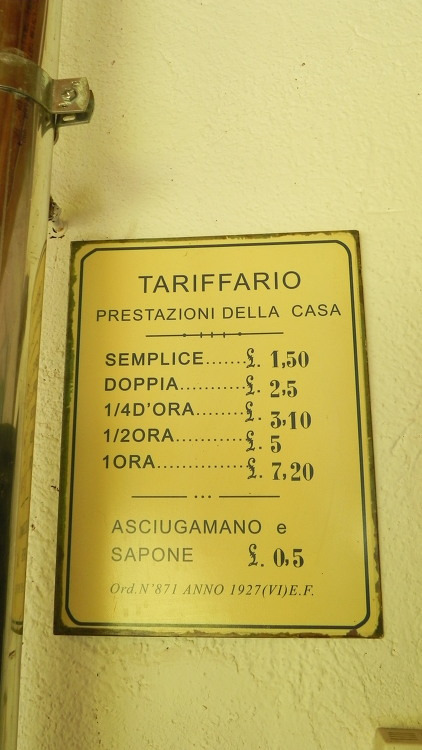 TARIFFARIO
PRESTAZIONI DELLA CASA
SEMPLICE.......£. 1,50
DOPPIA...........£. 2,5
1/4D'ORA........£. 3,10
1/2ORA............£. 5
1ORA...............£. 7,20
ASCIUGAMANO e
SAPONE £. 0,5
Ord.N°871 ANNO 1927(VI)E.F.